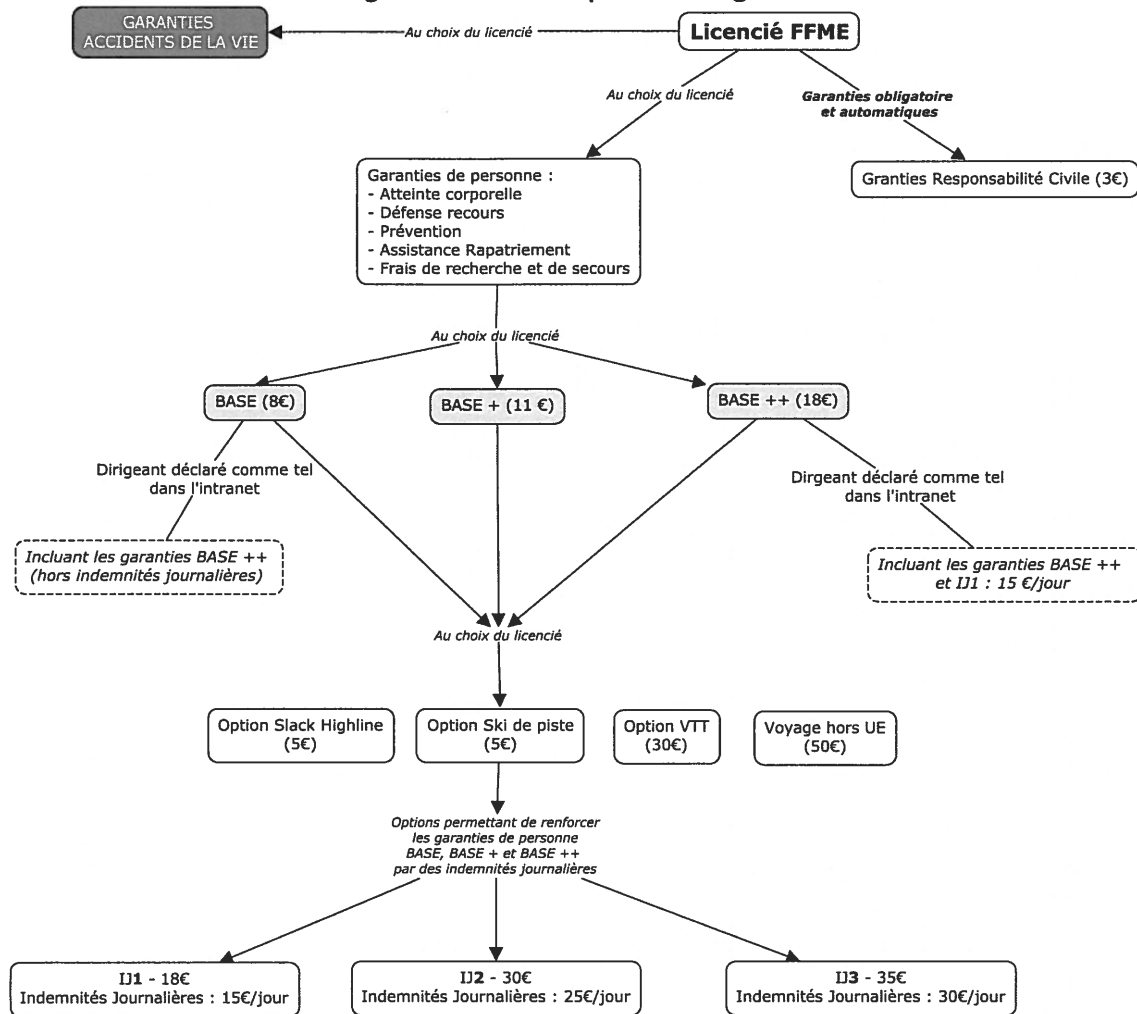 GARANTIES
ACCIDENTS DE LA VIE
Au choix du licencié
Licencié FFME
Au choix du licencié
Garanties obligatoire
et automatiques
Garanties de personne :
- Atteinte corporelle
- Défense recours
- Prévention
- Assistance Rapatriement
- Frais de recherche et de secours
Granties Responsabilité Civile (3€)
Au choix du licencié
BASE (8€)
BASE + (11 €)
BASE ++ (18€)
Dirigeant déclaré comme tel
dans l'intranet
Dirgeant déclaré comme tel
dans l'intranet
Incluant les garanties BASE ++
(hors indemnités journalières)
Incluant les garanties BASE ++
et IJ1 : 15 €/jour
Au choix du licencié
Option Slack Highline
(5€)
Option Ski de piste
(5€)
Option VTT
(30€)
Voyage hors UE
(50€)
Options permettant de renforcer
les garanties de personne
BASE, BASE + et BASE ++
par des indemnités journalières
IJ1 - 18€
Indemnités Journalières : 15€/jour
IJ2 - 30€
Indemnités Journalières : 25€/jour
IJ3 - 35€
Indemnités Journalières : 30€/jour